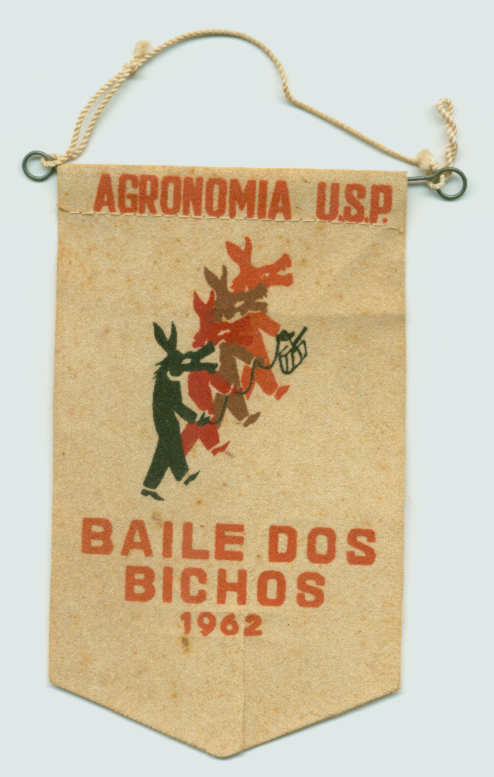 AGRONOMIA U.S.P.
BAILE DOS
BICHOS
1962